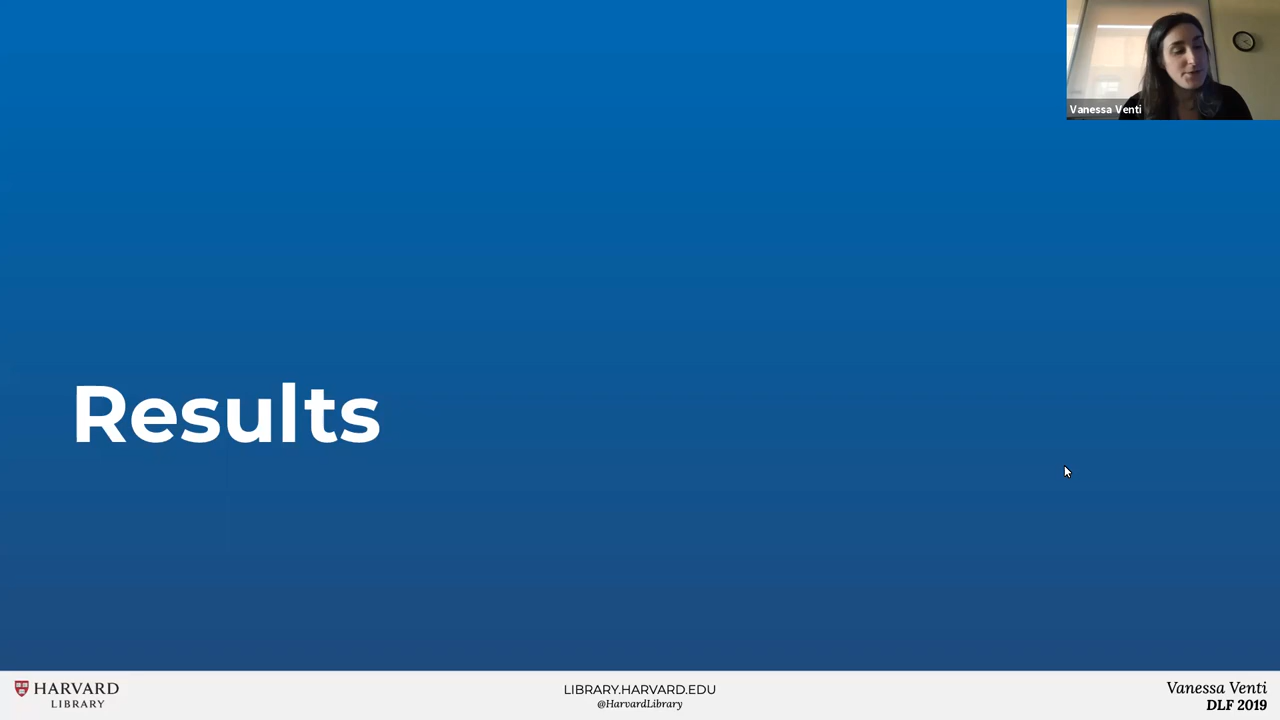 Vanessa Venti
Results
HARVARD
LIBRARY
LIBRARY.HARVARD.EDU
@HarvardLibrary
Vanessa Venti
DLF 2019